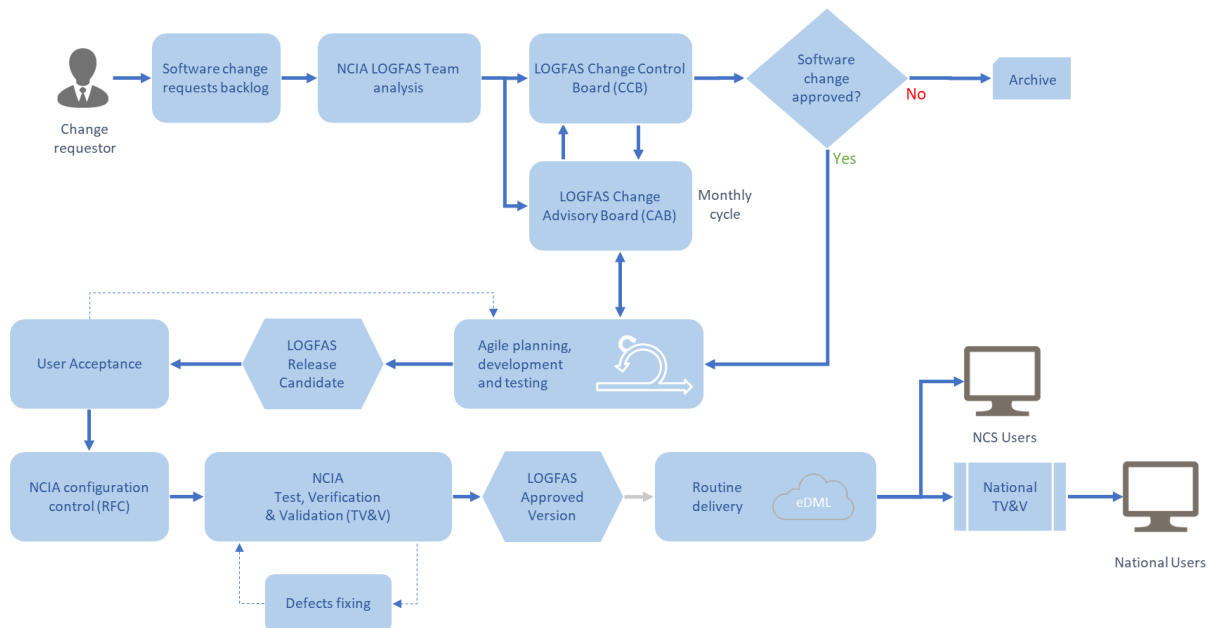 Change
requestor
Software change
requests backlog
NCIA LOGFAS Team
analysis
LOGFAS Change Control
Board (CCB)
Software
change
approved?
No
Archive
Yes
LOGFAS Change
Advisory Board (CAB)
Monthly
cycle
User Acceptance
LOGFAS
Release
Candidate
Agile planning,
development
and testing
NCS Users
NCIA configuration
control (RFC)
NCIA
Test, Verification
& Validation (TV&V)
LOGFAS
Approved
Version
Routine
delivery
eDML
National
TV&V
National Users
Defects fixing